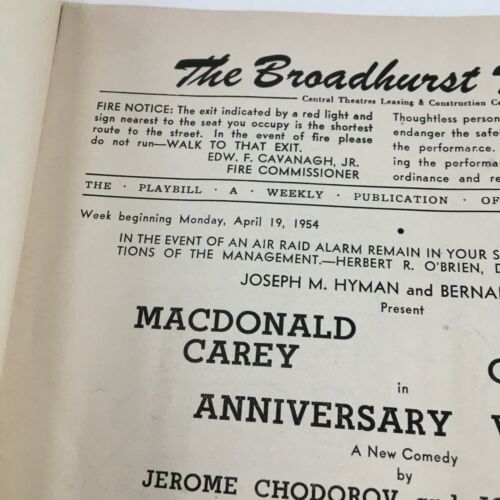 The Broadhurst
Central Theatres Leasing & Construction Co
FIRE NOTICE: The exit indicated by a red light and
sign nearest to the seat you occupy is the shortest
route to the street. In the event of fire please
do not run—WALK TO THAT EXIT.
EDW. F. CAVANAGH, JR.
FIRE COMMISSIONER
Thoughtless person
endanger the safe
the performance.
ing the performa
ordinance and re
THE · PLAYBILL · A · WEEKLY · PUBLICATION · OF
Week beginning Monday, April 19, 1954
IN THE EVENT OF AN AIR RAID ALARM REMAIN IN YOUR S
TIONS OF THE MANAGEMENT.—HERBERT R. O'BRIEN, D
JOSEPH M. HYMAN and BERNA
Present
MACDONALD
CAREY
in
ANNIVERSARY
A New Comedy
by
JEROME CHODOROV and